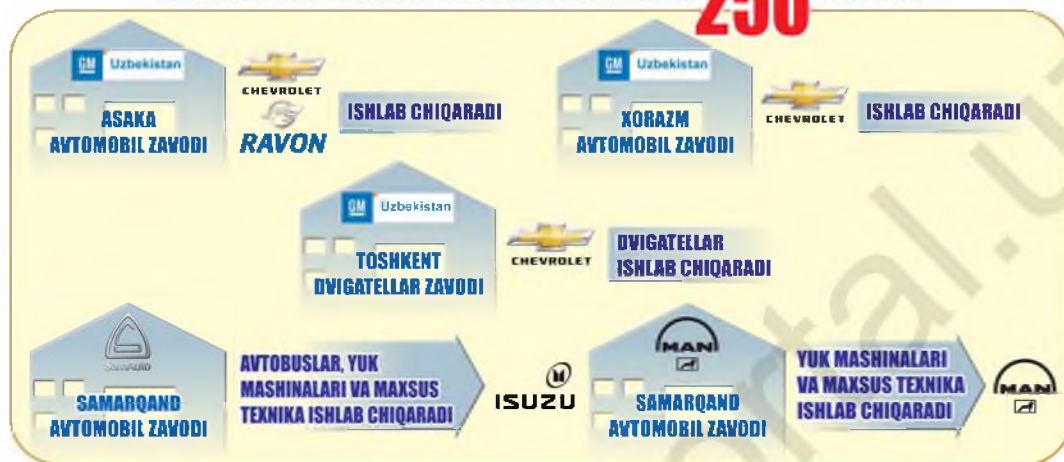 250
GM Uzbekistan
ASAKA
AVTOMOBIL ZAVODI
CHEVROLET
RAVON
ISHLAB CHIQARADI
GM Uzbekistan
XORAZM
AVTOMOBIL ZAVODI
CHEVROLET
ISHLAB CHIQARADI
GM Uzbekistan
TOSHKENT
DVIGATELLAR ZAVODI
CHEVROLET
DVIGATELLAR
ISHLAB CHIQARADI
SamAuto
SAMARQAND
AVTOMOBIL ZAVODI
AVTOBUSLAR, YUK
MASHINALARI VA MAXSUS
TEXNIKA ISHLAB CHIQARADI
ISUZU
MAN
SAMARQAND
AVTOMOBIL ZAVODI
YUK MASHINALARI
VA MAXSUS TEXNIKA
ISHLAB CHIQARADI
MAN